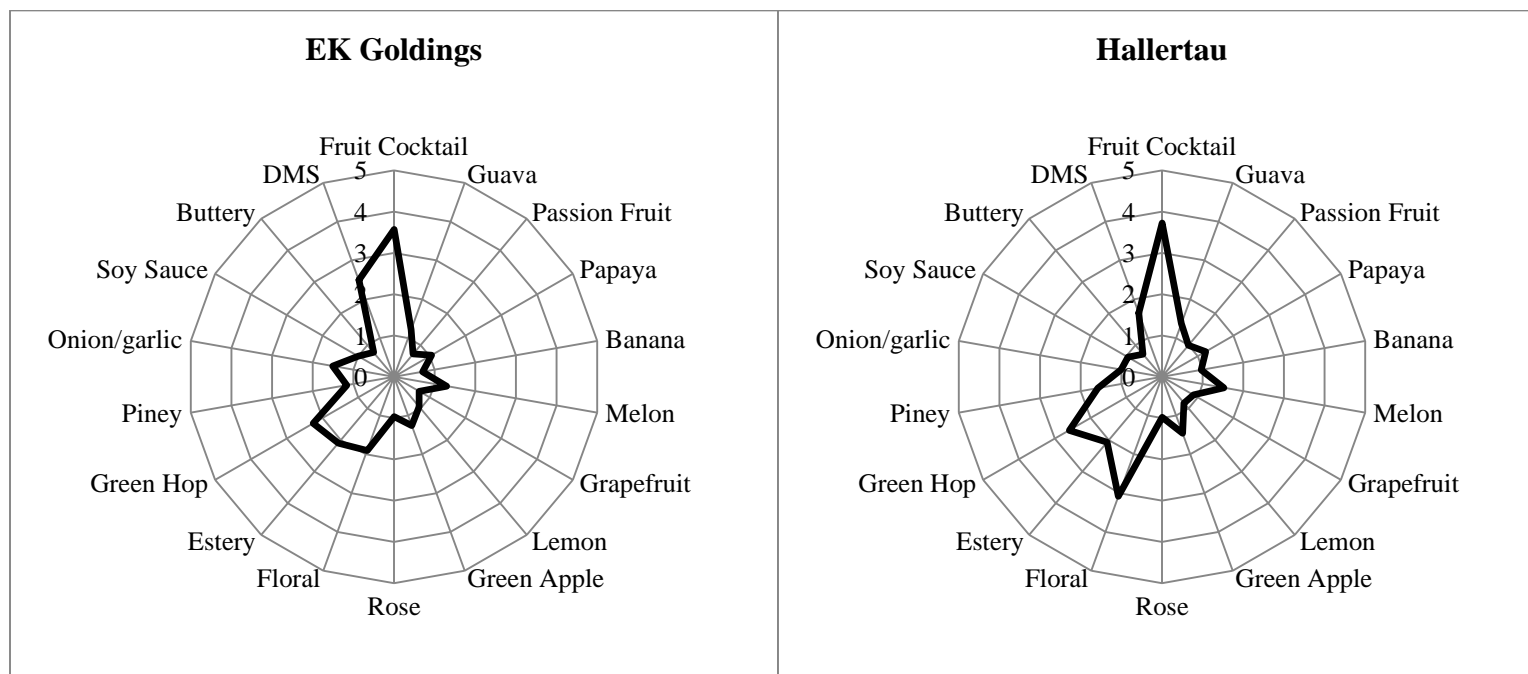 EK Goldings
Fruit Cocktail
5
DMS
Guava
4
Buttery
Passion Fruit
3
Soy Sauce
Papaya
2
1
Onion/garlic
Banana
0
Piney
Melon
Green Hop
Grapefruit
Estery
Lemon
Floral
Green Apple
Rose
Hallertau
Fruit Cocktail
5
DMS
Guava
4
Buttery
Passion Fruit
3
Soy Sauce
Papaya
2
1
Onion/garlic
Banana
0
Piney
Melon
Green Hop
Grapefruit
Estery
Lemon
Floral
Green Apple
Rose